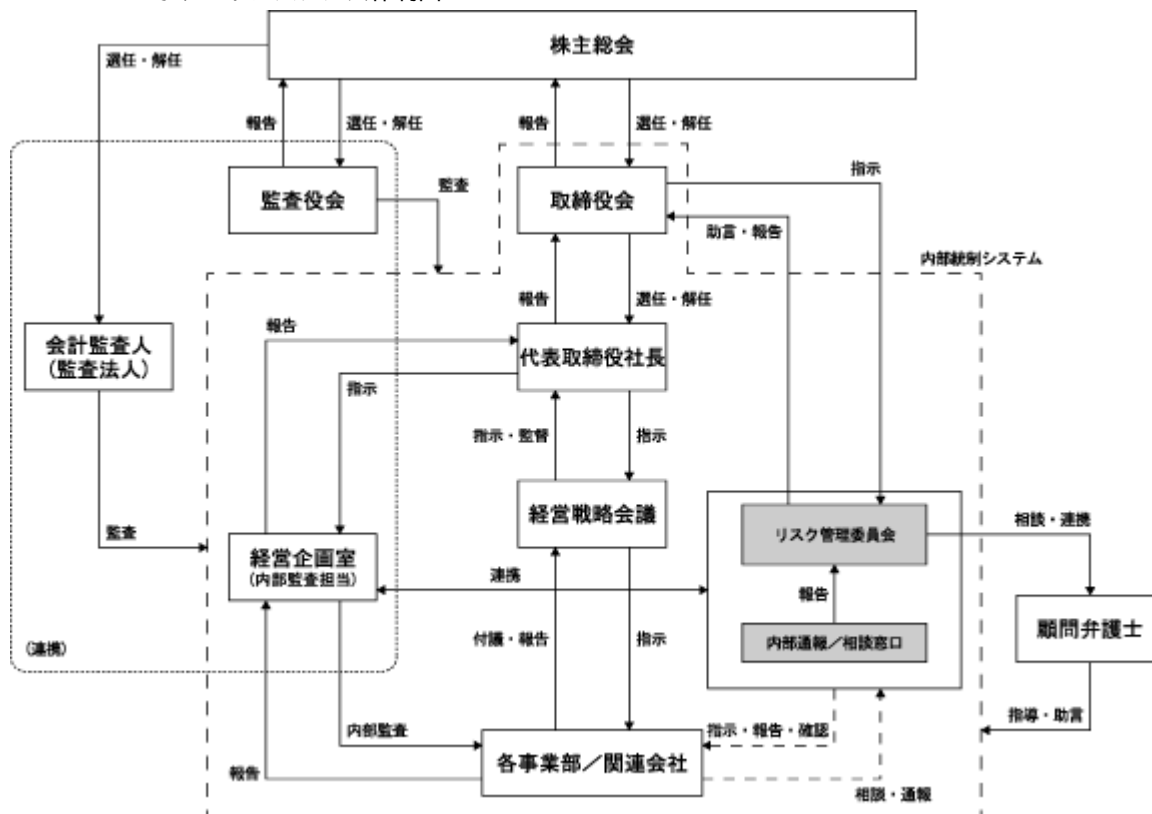 株主総会
選任・解任
報告
選任・解任
報告
選任・解任
監査役会
監査
取締役会
指示
助言・報告
内部統制システム
報告
選任・解任
会計監査人
(監査法人)
報告
代表取締役社長
指示
指示・監督
指示
経営戦略会議
リスク管理委員会
相談・連携
監査
経営企画室
(内部監査担当)
連携
報告
内部通報/相談窓口
顧問弁護士
(連携)
付議・報告
指示
内部監査
指示・報告・確認
指導・助言
各事業部/関連会社
報告
相談・通報